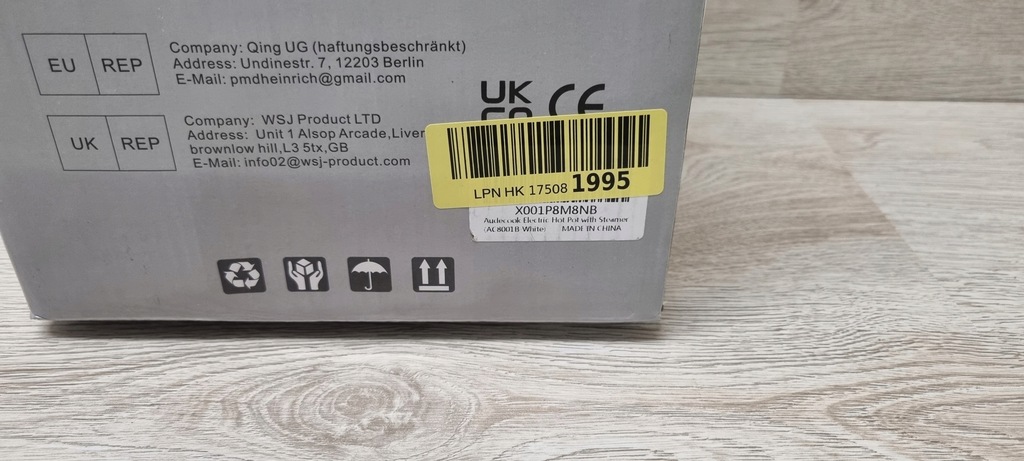 EU REP
Company: Qing UG (haftungsbeschränkt)
Address: Undinestr. 7, 12203 Berlin
E-Mail: pmdheinrich@gmail.com
UK REP
Company: WSJ Product LTD
Address: Unit 1 Alsop Arcade,Liver
brownlow hill,L3 5tx,GB
E-Mail: info02@wsj-product.com
UK
CE
LPN HK 17508 1995
X001P8M8NB
Audecook Electric Hot Pot with Steamer
(AC8001B White) MADE IN CHINA